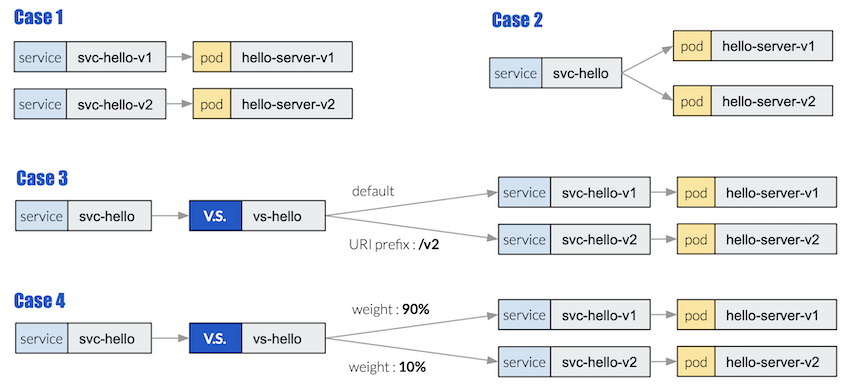 Case 1
service svc-hello-v1 pod hello-server-v1
service svc-hello-v2 pod hello-server-v2
Case 2
service svc-hello
pod hello-server-v1
pod hello-server-v2
Case 3
service svc-hello V.S. vs-hello
default
URI prefix : /v2
service svc-hello-v1 pod hello-server-v1
service svc-hello-v2 pod hello-server-v2
Case 4
service svc-hello V.S. vs-hello
weight : 90%
weight : 10%
service svc-hello-v1 pod hello-server-v1
service svc-hello-v2 pod hello-server-v2